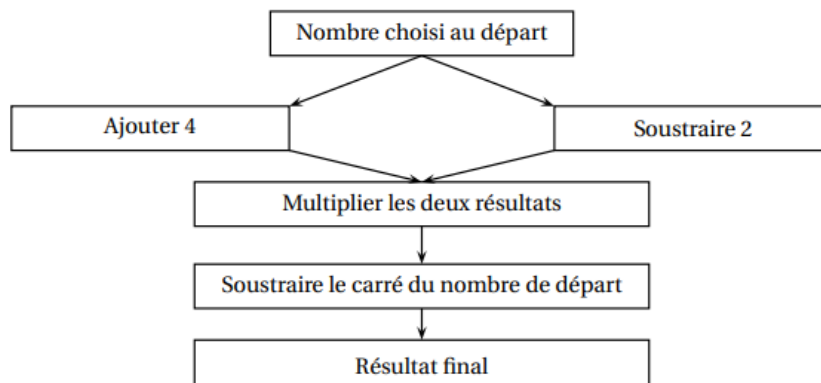 Nombre choisi au départ
Ajouter 4
Soustraire 2
Multiplier les deux résultats
Soustraire le carré du nombre de départ
Résultat final